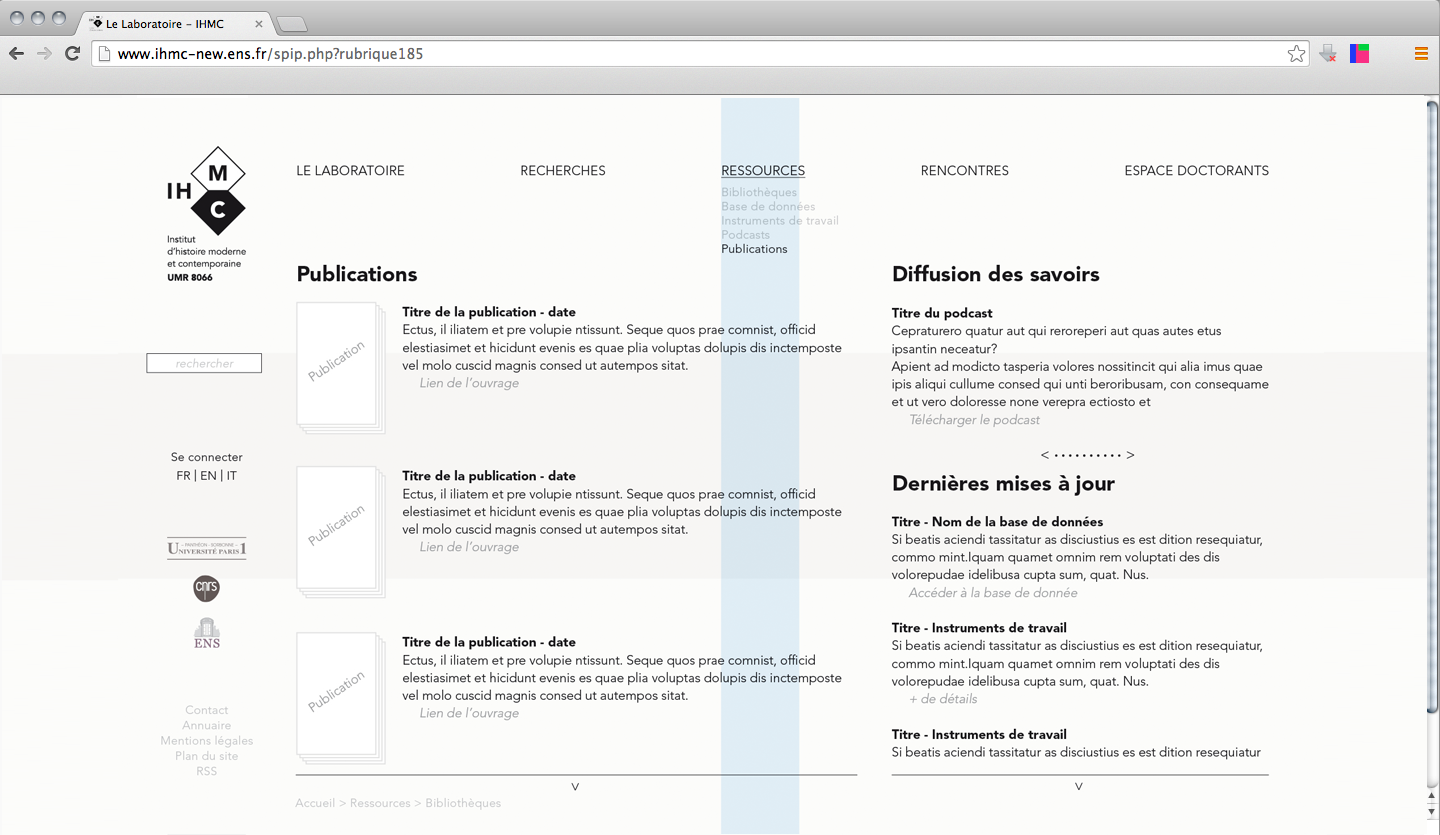 Le Laboratoire – IHMC
www.ihmc-new.ens.fr/spip.php?rubrique185
IH
M
C
Institut
d'histoire moderne
et contemporaine
UMR 8066
LE LABORATOIRE
RECHERCHES
RESSOURCES
RENCONTRES
ESPACE DOCTORANTS
Bibliothèques
Base de données
Instruments de travail
Podcasts
Publications
rechercher
Se connecter
FR | EN | IT
– PANTHÉON – SORBONNE –
UNIVERSITÉ PARIS 1
cnrs
ENS
Contact
Annuaire
Mentions légales
Plan du site
RSS
Publications
Publication
Titre de la publication - date
Ectus, il iliatem et pre volupie ntissunt. Seque quos prae comnist, officid
elestiasimet et hicidunt evenis es quae plia voluptas dolupis dis inctemposte
vel molo cuscid magnis consed ut autempos sitat.
Lien de l'ouvrage
Publication
Titre de la publication - date
Ectus, il iliatem et pre volupie ntissunt. Seque quos prae comnist, officid
elestiasimet et hicidunt evenis es quae plia voluptas dolupis dis inctemposte
vel molo cuscid magnis consed ut autempos sitat.
Lien de l'ouvrage
Publication
Titre de la publication - date
Ectus, il iliatem et pre volupie ntissunt. Seque quos prae comnist, officid
elestiasimet et hicidunt evenis es quae plia voluptas dolupis dis inctemposte
vel molo cuscid magnis consed ut autempos sitat.
Lien de l'ouvrage
v
Accueil > Ressources > Bibliothèques
Diffusion des savoirs
Titre du podcast
Cepraturero quatur aut qui reroreperi aut quas autes etus
ipsantin neceatur?
Apient ad modicto tasperia volores nossitincit qui alia imus quae
ipis aliqui cullume consed qui unti beroribusam, con consequame
et ut vero doloresse none verepra ectiosto et
Télécharger le podcast
< • • • • • • • • • • >
Dernières mises à jour
Titre - Nom de la base de données
Si beatis aciendi tassitatur as disciustius es est dition resequiatur,
commo mint.Iquam quamet omnim rem voluptati des dis
volorepudae idelibusa cupta sum, quat. Nus.
Accéder à la base de donnée
Titre - Instruments de travail
Si beatis aciendi tassitatur as disciustius es est dition resequiatur,
commo mint.Iquam quamet omnim rem voluptati des dis
volorepudae idelibusa cupta sum, quat. Nus.
+ de détails
Titre - Instruments de travail
Si beatis aciendi tassitatur as disciustius es est dition resequiatur
v